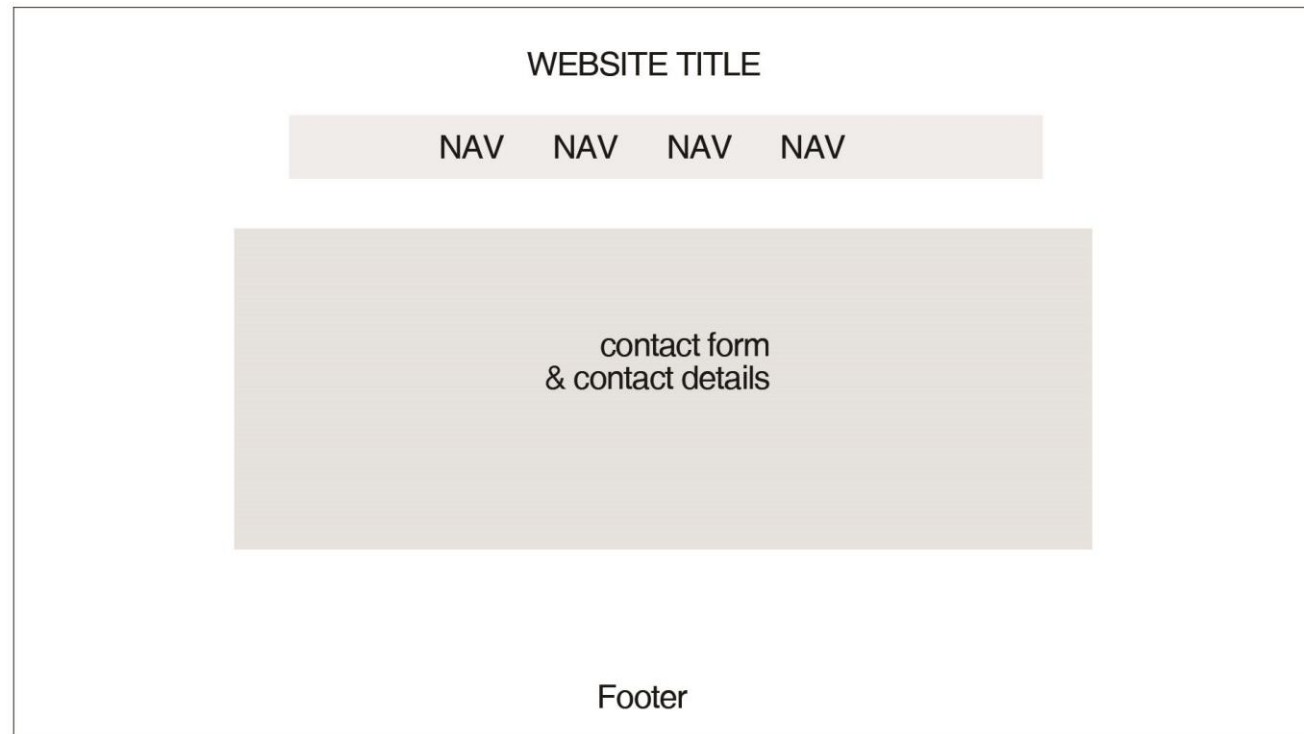 WEBSITE TITLE
NAV NAV NAV NAV
contact form
& contact details
Footer